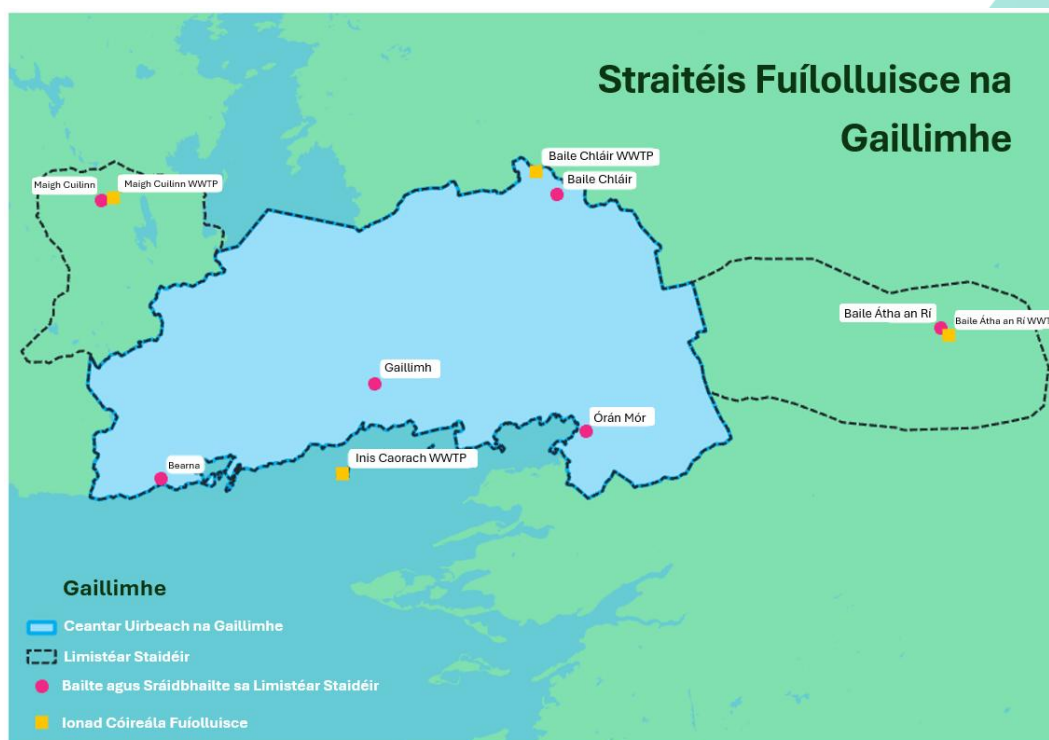 Straitéis Fuílolluisce na
Gaillimhe
Baile Chláir WWTP
Baile Chláir
Maigh Cuilinn
Maigh Cuilinn WWTP
Baile Átha an Rí
Baile Átha an Rí WWT
Gaillimh
Órán Mór
Inis Caorach WWTP
Bearna
Gaillimhe
Ceantar Uirbeach na Gaillimhe
Limistéar Staidéir
Bailte agus Sráidbhailte sa Limistéar Staidéir
Ionad Cóireála Fuíolluisce